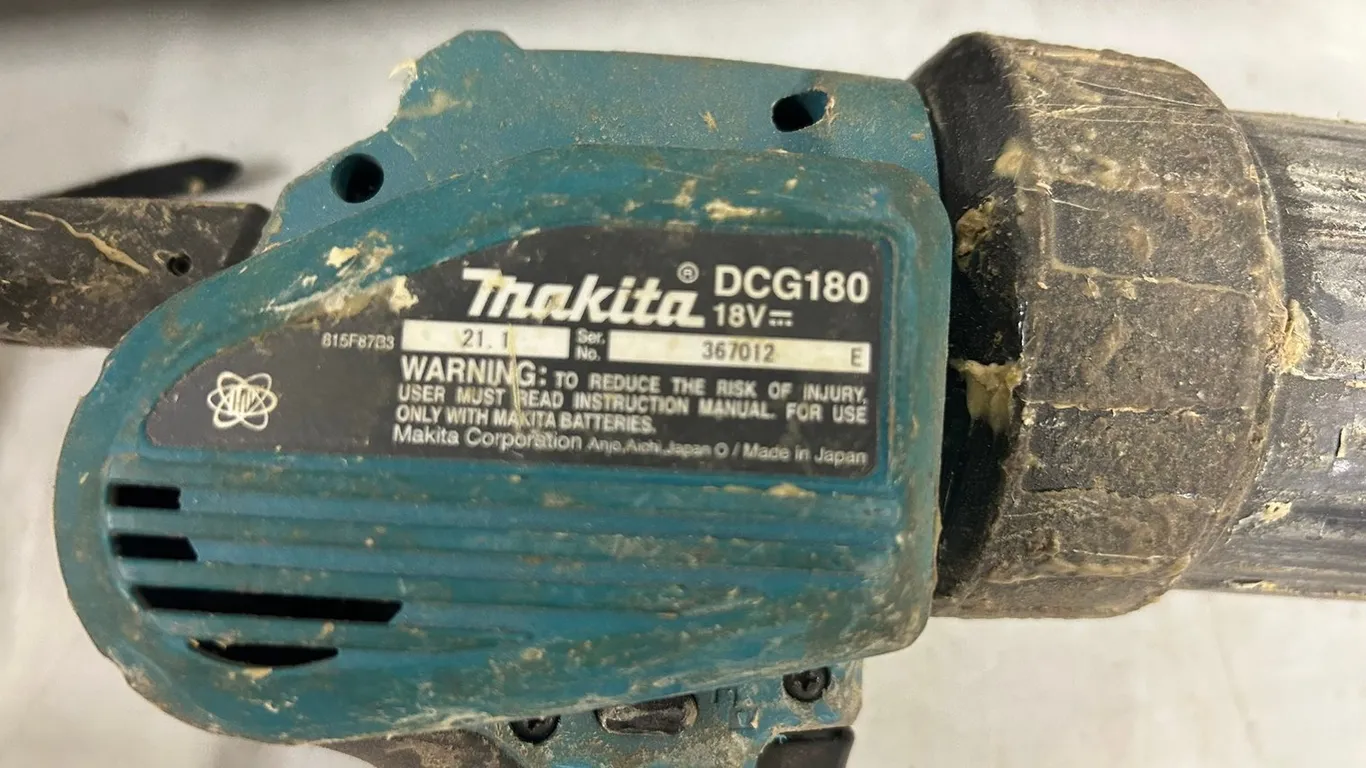 Makita® DCG180
18V
815F87B3 21. 1 Ser. No. 367012 E
WARNING: TO REDUCE THE RISK OF INJURY,
USER MUST READ INSTRUCTION MANUAL. FOR USE
ONLY WITH MAKITA BATTERIES.
Makita Corporation Anjo, Aichi Japan O / Made in Japan